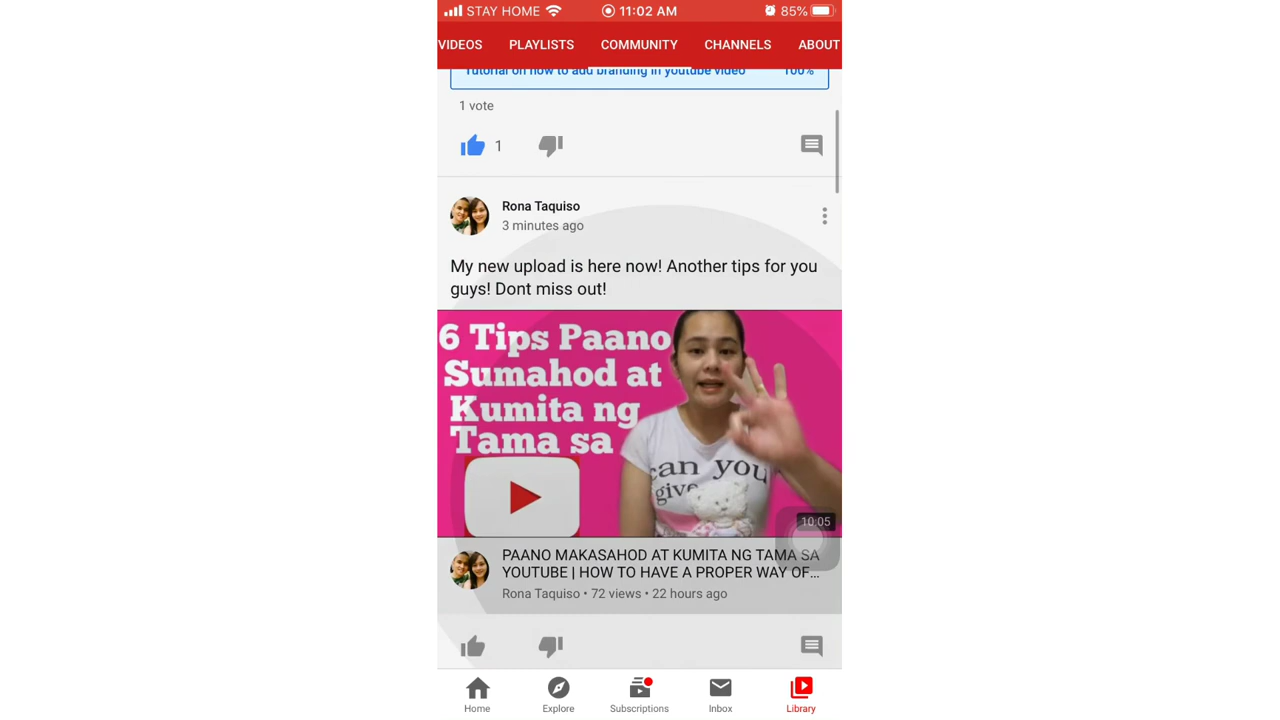 STAY HOME 11:02 AM 85%
VIDEOS PLAYLISTS COMMUNITY CHANNELS ABOUT
Tutorial on how to add branding in youtube video 100%
1 vote
1
Rona Taquiso
3 minutes ago
My new upload is here now! Another tips for you
guys! Dont miss out!
6 Tips Paano
Sumahod at
Kumita ng
Tama sa
can you
give
10:05
PAANO MAKASAHOD AT KUMITA NG TAMA SA
YOUTUBE | HOW TO HAVE A PROPER WAY OF...
Rona Taquiso • 72 views • 22 hours ago
Home Explore Subscriptions Inbox Library